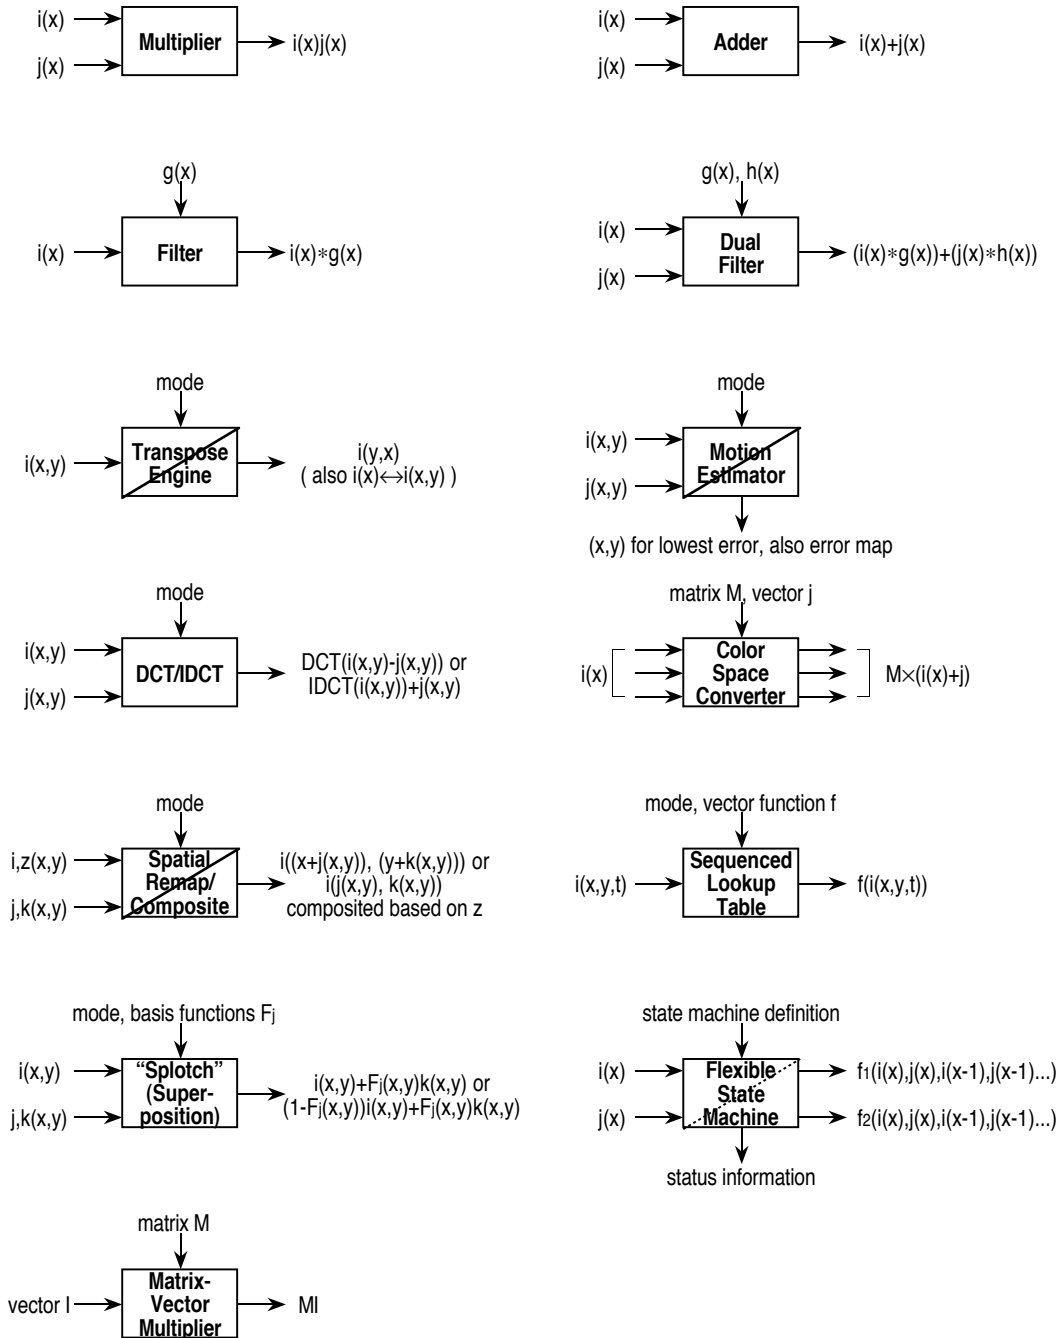 i(x)
j(x)
Multiplier
i(x)j(x)
i(x)
j(x)
Adder
i(x)+j(x)
g(x)
i(x)
Filter
i(x)*g(x)
g(x), h(x)
i(x)
j(x)
Dual
Filter
(i(x)*g(x))+(j(x)*h(x))
mode
i(x,y)
Transpose
Engine
i(y,x)
( also i(x)↔i(x,y) )
mode
i(x,y)
j(x,y)
Motion
Estimator
(x,y) for lowest error, also error map
mode
i(x,y)
j(x,y)
DCT/IDCT
DCT(i(x,y)-j(x,y)) or
IDCT(i(x,y))+j(x,y)
matrix M, vector j
i(x)
Color
Space
Converter
M×(i(x)+j)
mode
i,z(x,y)
j,k(x,y)
Spatial
Remap/
Composite
i((x+j(x,y)), (y+k(x,y))) or
i(j(x,y), k(x,y))
composited based on z
mode, vector function f
i(x,y,t)
Sequenced
Lookup
Table
f(i(x,y,t))
mode, basis functions Fj
i(x,y)
j,k(x,y)
“Splotch”
(Super-
position)
i(x,y)+Fj(x,y)k(x,y) or
(1-Fj(x,y))i(x,y)+Fj(x,y)k(x,y)
state machine definition
i(x)
j(x)
Flexible
State
Machine
f1(i(x),j(x),i(x-1),j(x-1)...)
f2(i(x),j(x),i(x-1),j(x-1)...)
status information
matrix M
vector I
Matrix-
Vector
Multiplier
MI